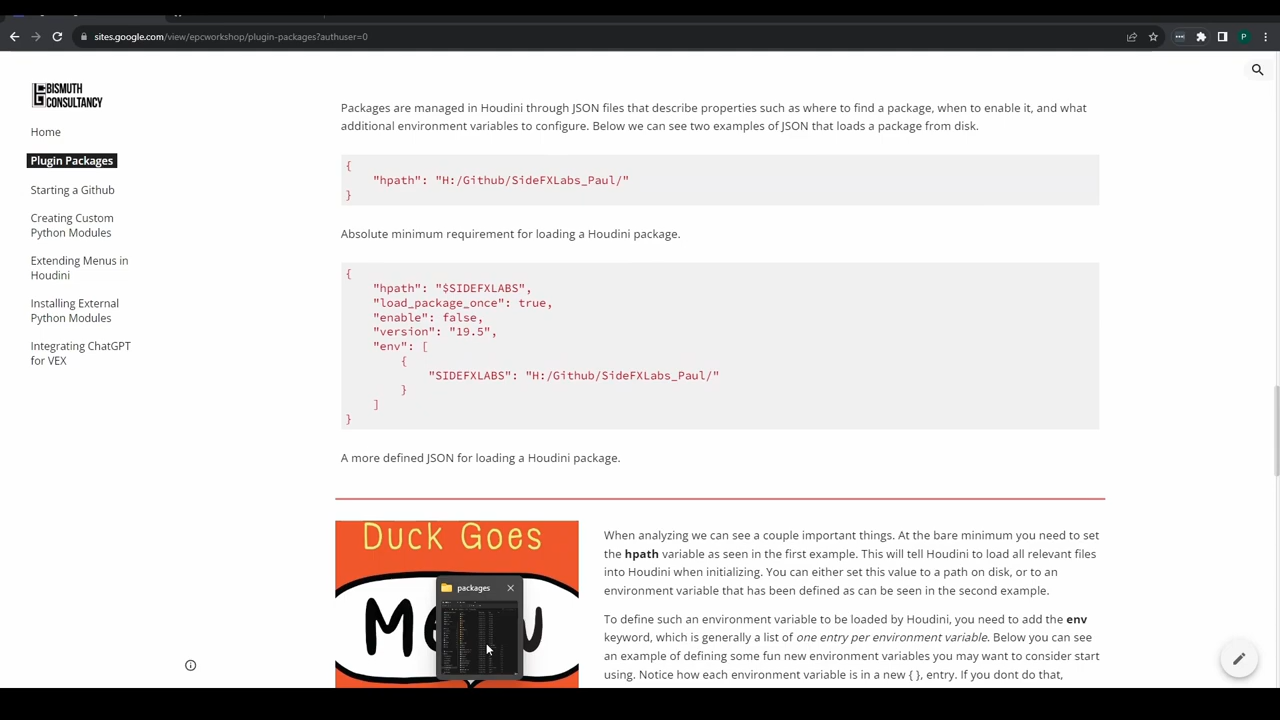 sites.google.com/view/epcworkshop/plugin-packages?authuser=0
BISMUTH
CONSULTANCY
Home
Plugin Packages
Starting a Github
Creating Custom
Python Modules
Extending Menus in
Houdini
Installing External
Python Modules
Integrating ChatGPT
for VEX
Packages are managed in Houdini through JSON files that describe properties such as where to find a package, when to enable it, and what
additional environment variables to configure. Below we can see two examples of JSON that loads a package from disk.
{
"hpath": "H:/Github/SideFXLabs_Paul/"
}
Absolute minimum requirement for loading a Houdini package.
{
"hpath": "$SIDEFXLABS",
"load_package_once": true,
"enable": false,
"version": "19.5",
"env": [
{
"SIDEFXLABS": "H:/Github/SideFXLabs_Paul/"
}
]
}
A more defined JSON for loading a Houdini package.
Duck Goes
packages
When analyzing we can see a couple important things. At the bare minimum you need to set
the hpath variable as seen in the first example. This will tell Houdini to load all relevant files
into Houdini when initializing. You can either set this value to a path on disk, or to an
environment variable that has been defined as can be seen in the second example.
To define such an environment variable to be loaded by Houdini, you need to add the env
keyword, which is generally a list of one entry per environment variable. Below you can see
an example of defining some fun new environment variables you may want to consider start
using. Notice how each environment variable is in a new { }, entry. If you dont do that,
P